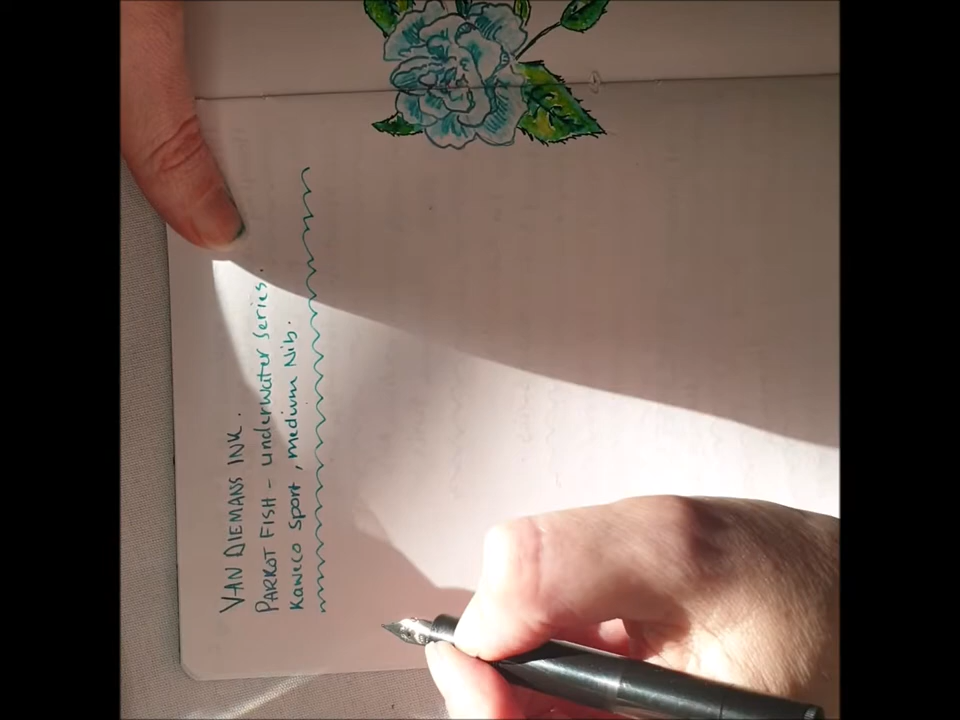 VAN DIEMANS INK.
PARROT FISH - underwater series.
Kaweco Sport, medium Nib.